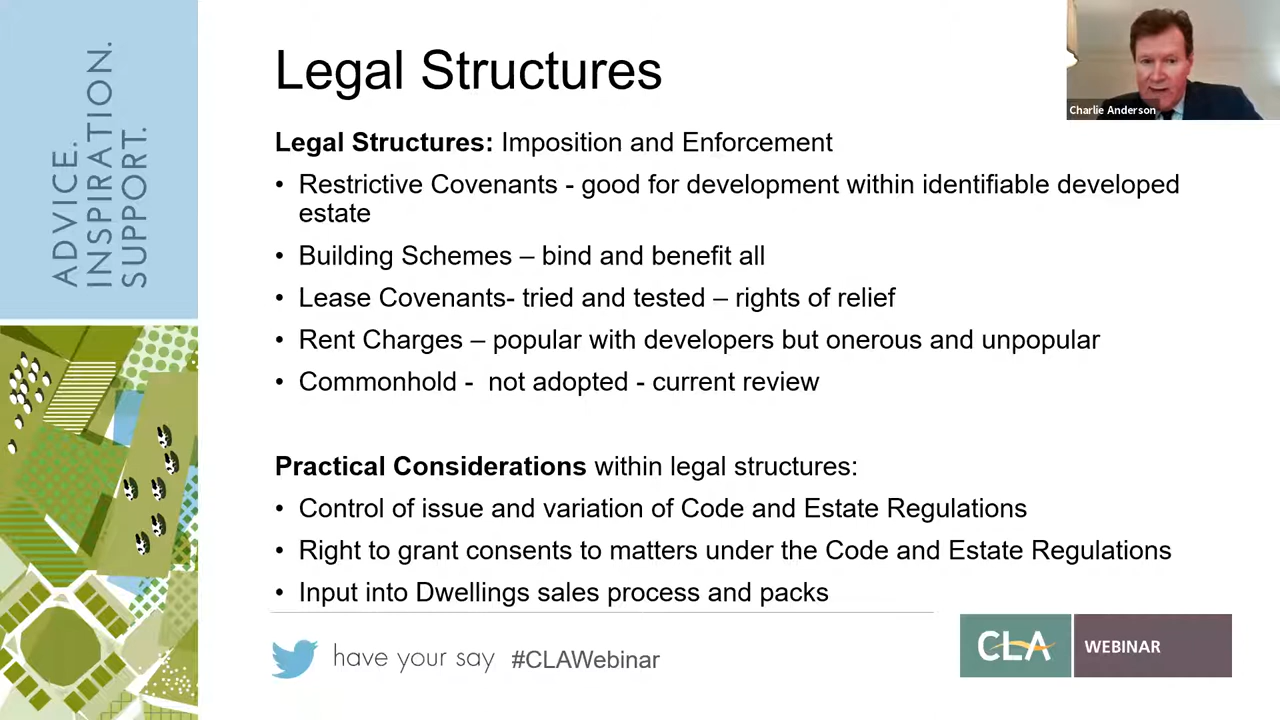 ADVICE.
INSPIRATION.
SUPPORT.
Legal Structures
Charlie Anderson
Legal Structures: Imposition and Enforcement
• Restrictive Covenants - good for development within identifiable developed
estate
• Building Schemes – bind and benefit all
• Lease Covenants- tried and tested – rights of relief
• Rent Charges – popular with developers but onerous and unpopular
• Commonhold - not adopted - current review
Practical Considerations within legal structures:
• Control of issue and variation of Code and Estate Regulations
• Right to grant consents to matters under the Code and Estate Regulations
• Input into Dwellings sales process and packs
have your say #CLAWebinar
CLA WEBINAR